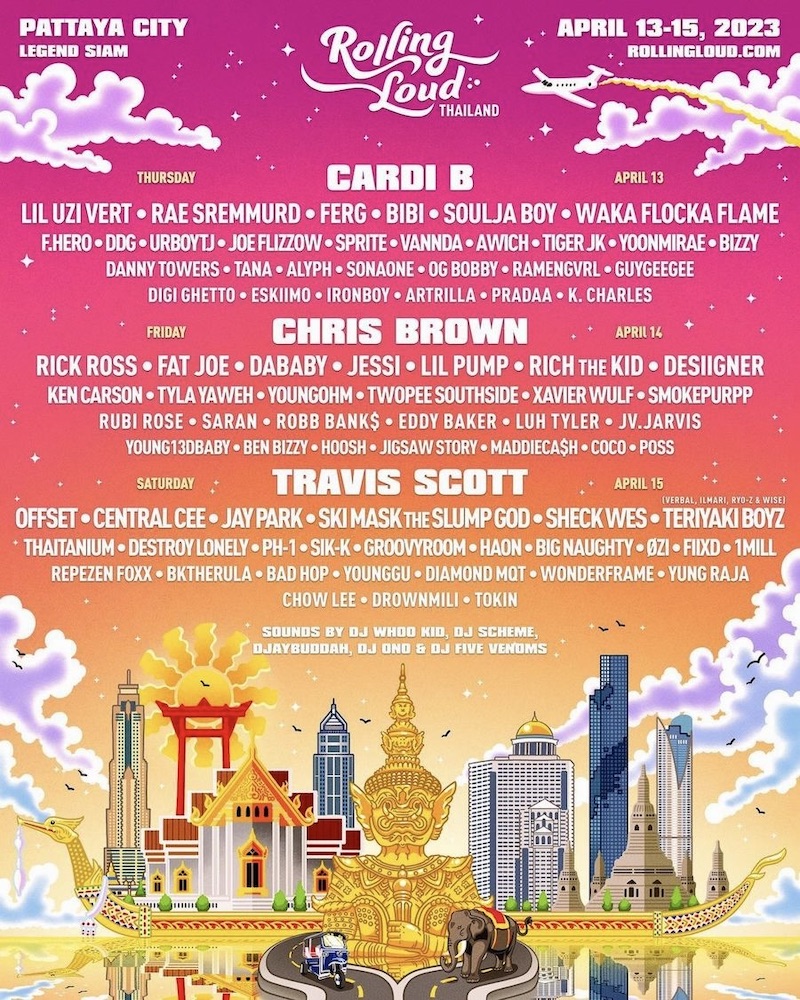 PATTAYA CITY
LEGEND SIAM
Rolling
Loud
THAILAND
APRIL 13-15, 2023
ROLLINGLOUD.COM
THURSDAY CARDI B APRIL 13
LIL UZI VERT • RAE SREMMURD • FERG • BIBI • SOULJA BOY • WAKA FLOCKA FLAME
F.HERO • DDG • URBOYTJ • JOE FLIZZOW • SPRITE • VANNDA • AWICH • TIGER JK • YOONMIRAE • BIZZY
DANNY TOWERS • TANA • ALYPH • SONAONE • OG BOBBY • RAMENGVRL • GUYGEEGEE
DIGI GHETTO • ESKIIMO • IRONBOY • ARTRILLA • PRADAA • K. CHARLES
FRIDAY CHRIS BROWN APRIL 14
RICK ROSS • FAT JOE • DABABY • JESSI • LIL PUMP • RICH THE KID • DESIIGNER
KEN CARSON • TYLA YAWEH • YOUNGOHM • TWOPEE SOUTHSIDE • XAVIER WULF • SMOKEPURPP
RUBI ROSE • SARAN • ROBB BANK$ • EDDY BAKER • LUH TYLER • JV.JARVIS
YOUNG13DBABY • BEN BIZZY • HOOSH • JIGSAW STORY • MADDIECA$H • COCO • POSS
SATURDAY TRAVIS SCOTT APRIL 15
(VERBAL, ILMARI, RYO-Z & WISE)
OFFSET • CENTRAL CEE • JAY PARK • SKI MASK THE SLUMP GOD • SHECK WES • TERIYAKI BOYZ
THAITANIUM • DESTROY LONELY • PH-1 • SIK-K • GROOVYROOM • HAON • BIG NAUGHTY • ØZI • FIIXD • 1MILL
REPEZEN FOXX • BKTHERULA • BAD HOP • YOUNGGU • DIAMOND MQT • WONDERFRAME • YUNG RAJA
CHOW LEE • DROWNMILI • TOKIN
SOUNDS BY DJ WHOO KID, DJ SCHEME,
DJAYBUDDAH, DJ ONO & DJ FIVE VENOMS